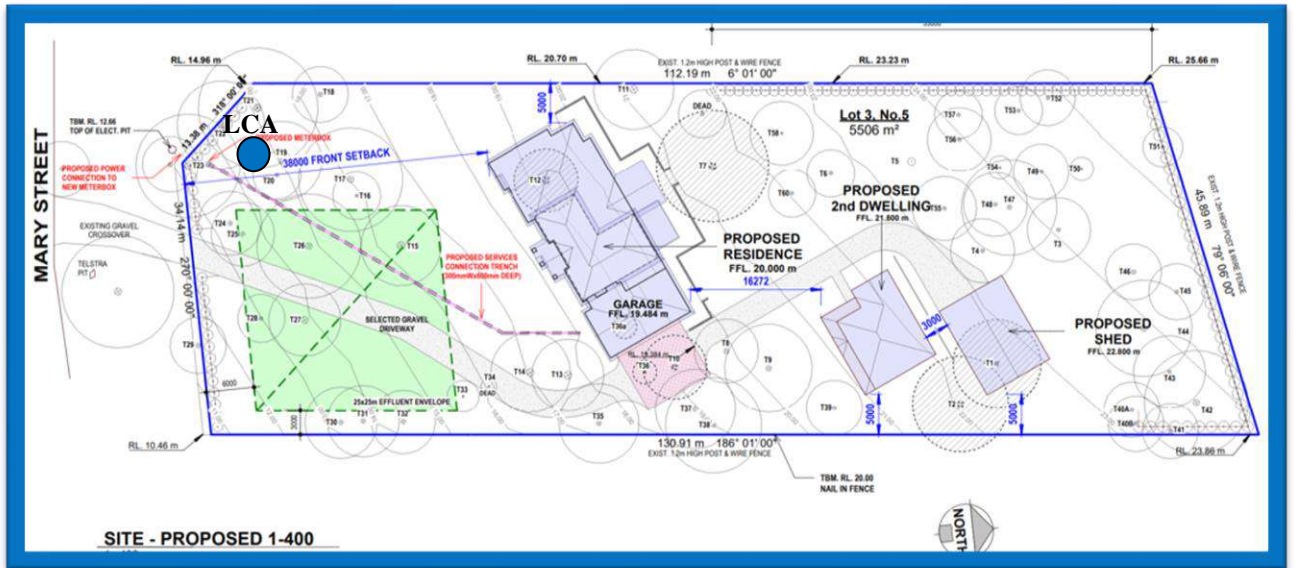 RL. 14.96 m
RL. 20.70 m
EXIST. 1.2m HIGH POST & WIRE FENCE
112.19 m 6° 01' 00"
RL. 23.23 m
RL. 25.66 m
TBM. RL. 12.66
TOP OF ELECT. PIT
13.38 m 318° 00' 00"
LCA
PROPOSED METERBOX
38000 FRONT SETBACK
5000
Lot 3. No.5
5506 m²
MARY STREET
PROPOSED POWER
CONNECTION TO
NEW METERBOX
34.14 m 270° 00' 00"
EXISTING GRAVEL
CROSSOVER
TELSTRA
PIT
PROPOSED SERVICES
CONNECTION TRENCH
SELECTED GRAVEL
DRIVEWAY
25x25m EFFLUENT ENVELOPE
6000
3000
PROPOSED
RESIDENCE
FFL. 20.000 m
16272
GARAGE
FFL. 19.484 m
PROPOSED
2nd DWELLING
FFL. 21.800 m
3000
PROPOSED
SHED
FFL. 22.800 m
5000
5000
EXIST. 1.2m HIGH POST & WIRE FENCE
45.89 m 79° 06' 00"
T21
T18
T19
T23
T20
T17
T16
T24
T25
T26
T15
T28
T27
T29
T30
T31
T32
T33
T34
DEAD
T14
T13
T35
T12
T11
T36a
T36
T10
T37
T38
T8
T9
T39
DEAD
T7
T58
T60
T6
T5
T57
T56
T53
T52
T54
T49
T50
T48
T47
T55
T51
T4
T3
T46
T45
T44
T43
T42
T40A
T40B
T41
T1
T2
RL. 10.46 m
130.91 m 186° 01' 00"
EXIST. 1.2m HIGH POST & WIRE FENCE
RL. 23.86 m
TBM. RL. 20.00
NAIL IN FENCE
NORTH
SITE - PROPOSED 1-400